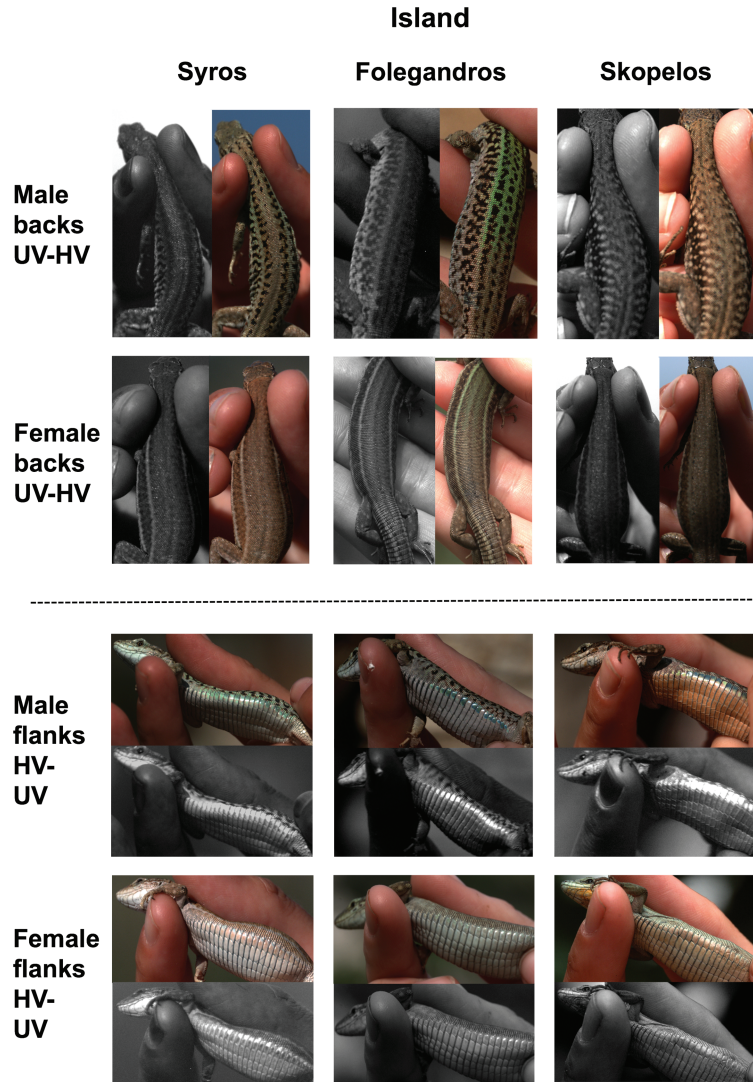 Island
Syros Folegandros Skopelos
Male
backs
UV-HV
Female
backs
UV-HV
Male
flanks
HV-
UV
Female
flanks
HV-
UV